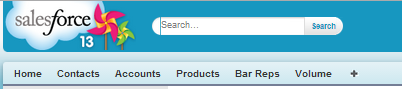 salesforce
13
Search... Search
Home Contacts Accounts Products Bar Reps Volume +